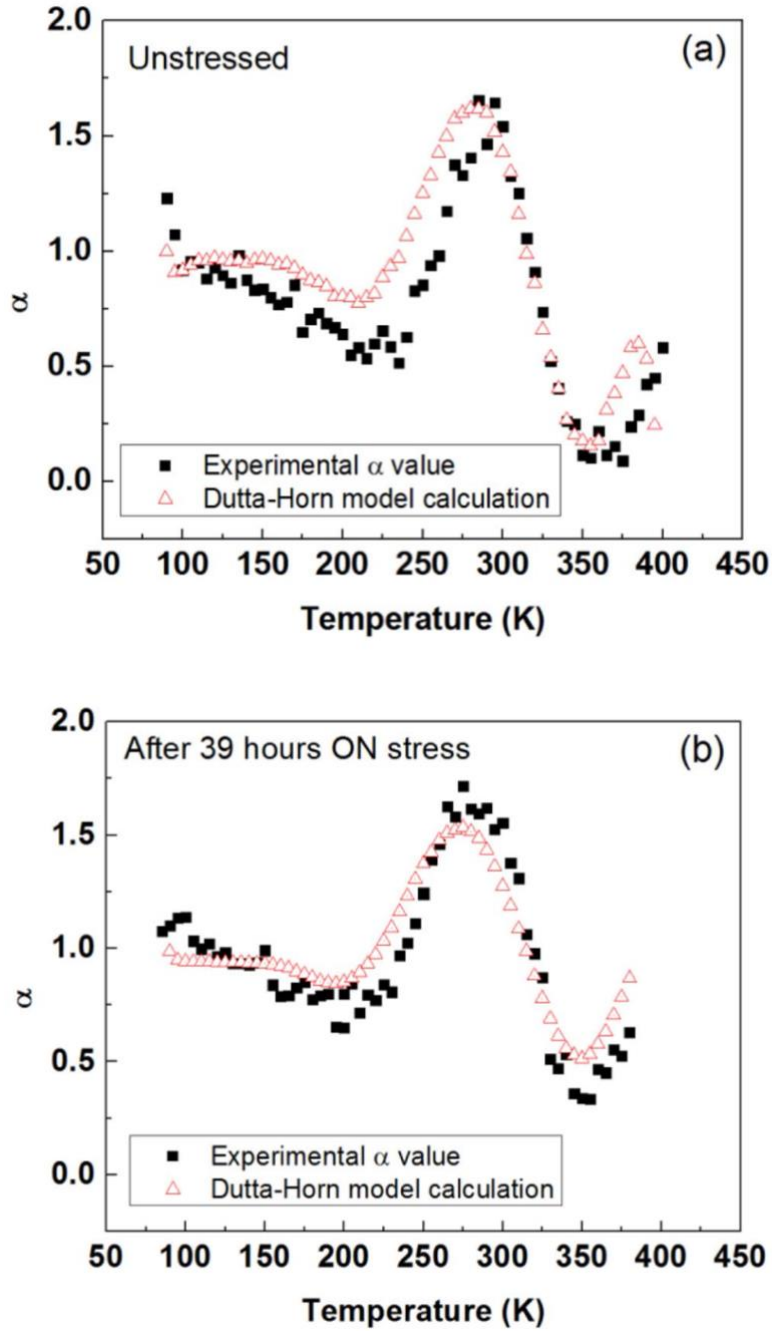 2.0
Unstressed
(a)
1.5
1.0
α
0.5
Experimental α value
0.0
Dutta-Horn model calculation
50 100 150 200 250 300 350 400 450
Temperature (K)
2.0
After 39 hours ON stress
(b)
1.5
1.0
α
0.5
Experimental α value
0.0
Dutta-Horn model calculation
50 100 150 200 250 300 350 400 450
Temperature (K)